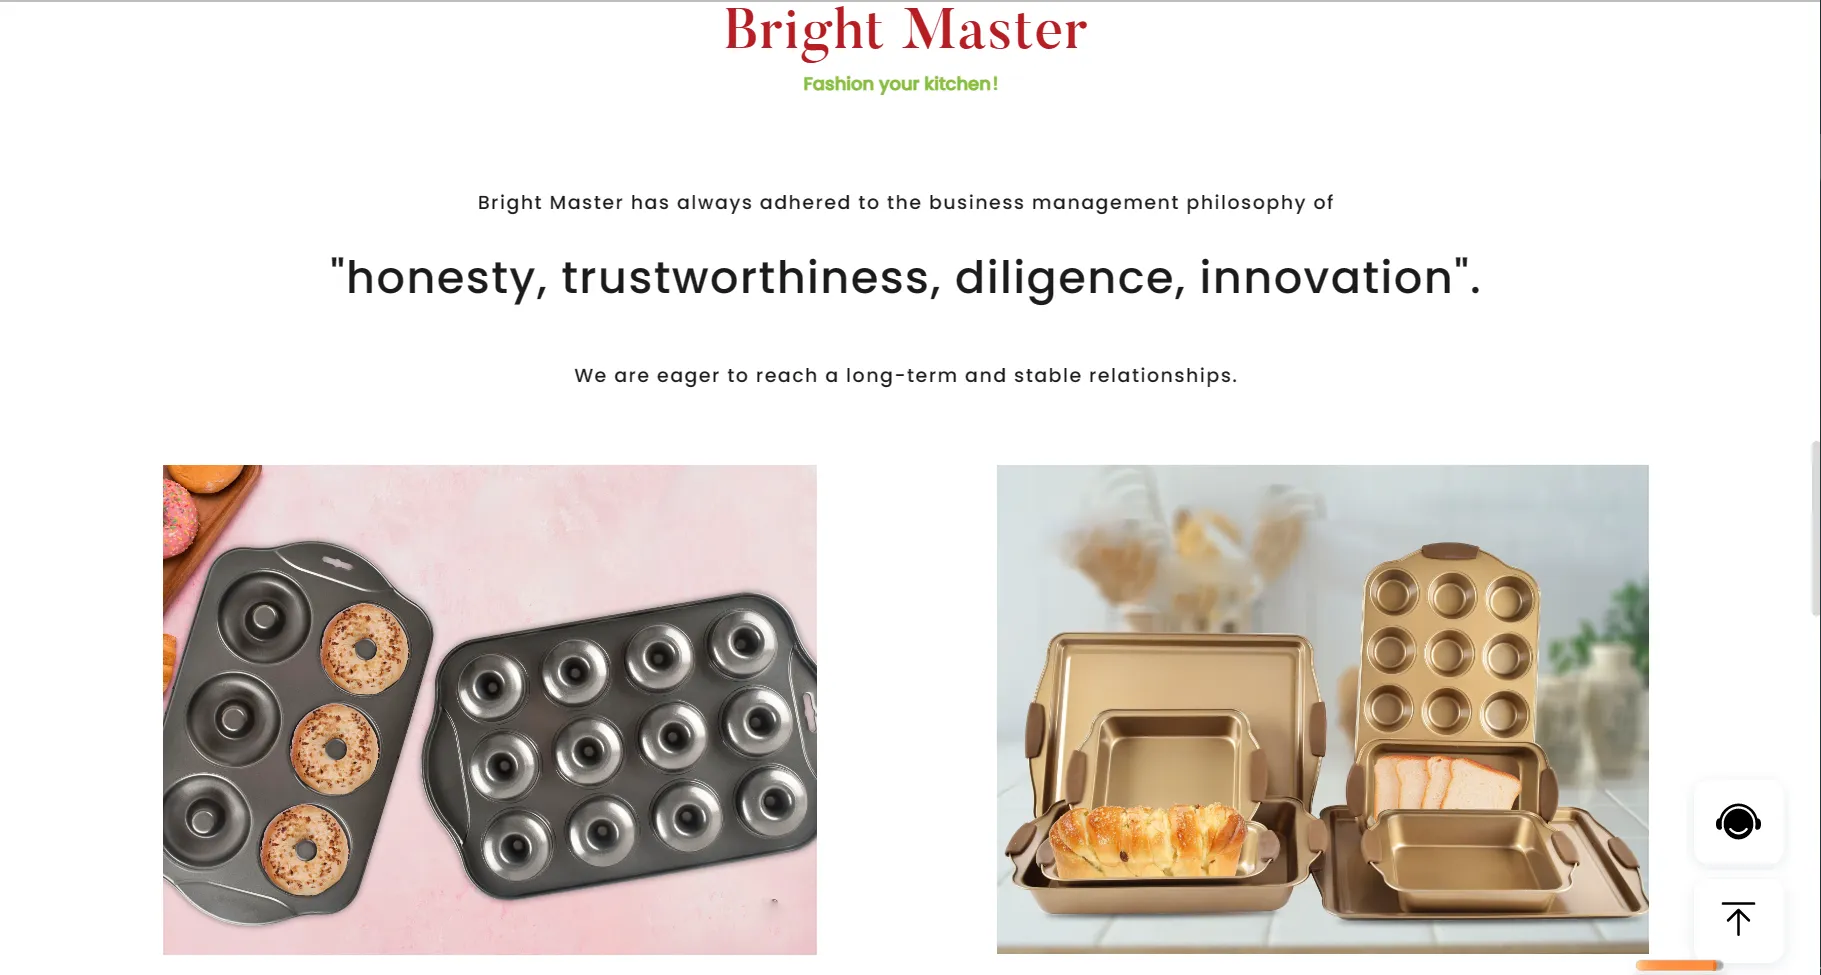 Bright Master
Fashion your kitchen!
Bright Master has always adhered to the business management philosophy of
"honesty, trustworthiness, diligence, innovation".
We are eager to reach a long-term and stable relationships.